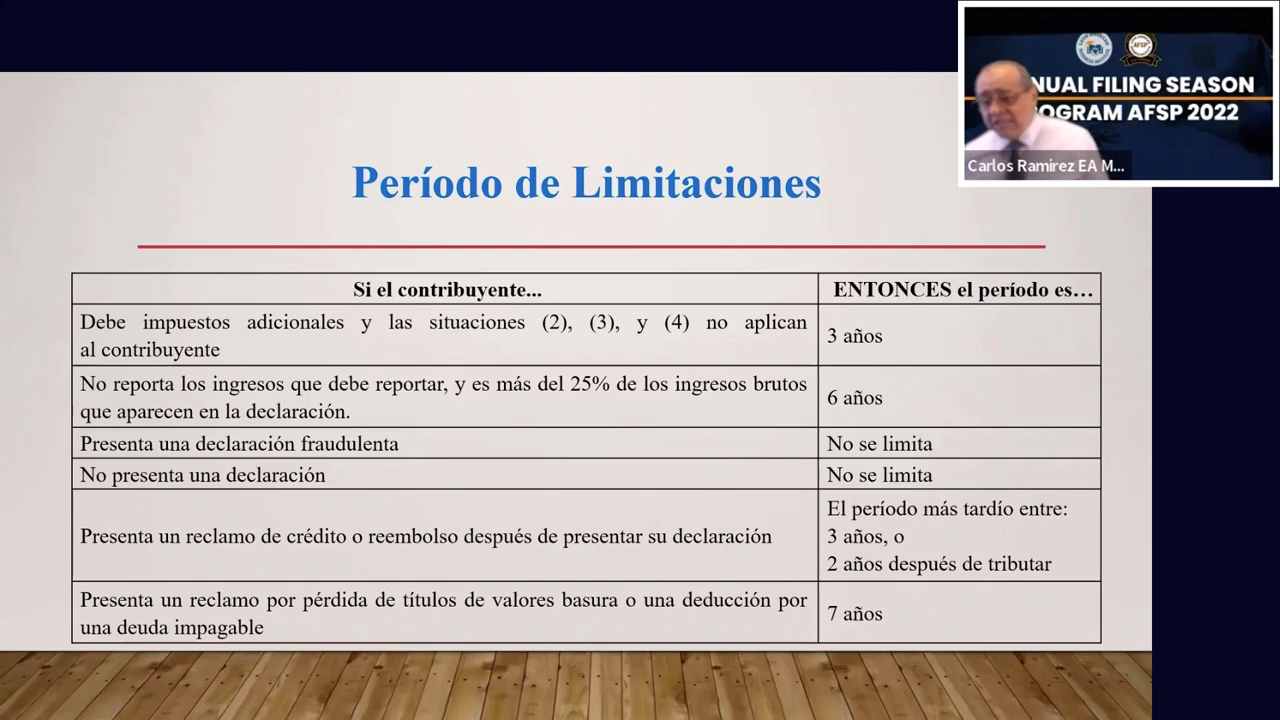 NUAL FILING SEASON
OGRAM AFSP 2022
AFSP
Carlos Ramirez EA M...
Período de Limitaciones
Si el contribuyente...
ENTONCES el período es…
Debe impuestos adicionales y las situaciones (2), (3), y (4) no aplican
al contribuyente
3 años
No reporta los ingresos que debe reportar, y es más del 25% de los ingresos brutos
que aparecen en la declaración.
6 años
Presenta una declaración fraudulenta
No se limita
No presenta una declaración
No se limita
Presenta un reclamo de crédito o reembolso después de presentar su declaración
El período más tardío entre:
3 años, o
2 años después de tributar
Presenta un reclamo por pérdida de títulos de valores basura o una deducción por
una deuda impagable
7 años